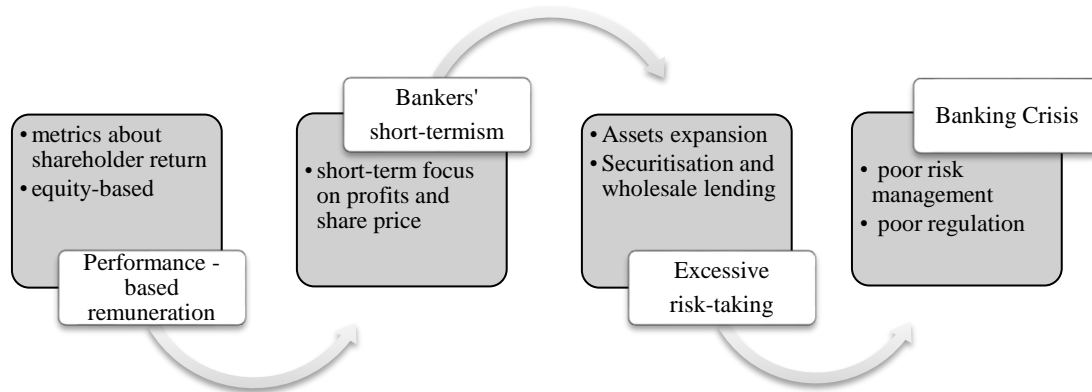 • metrics about
shareholder return
• equity-based
Performance -
based
remuneration
Bankers'
short-termism
• short-term focus
on profits and
share price
• Assets expansion
• Securitisation and
wholesale lending
Excessive
risk-taking
Banking Crisis
• poor risk
management
• poor regulation